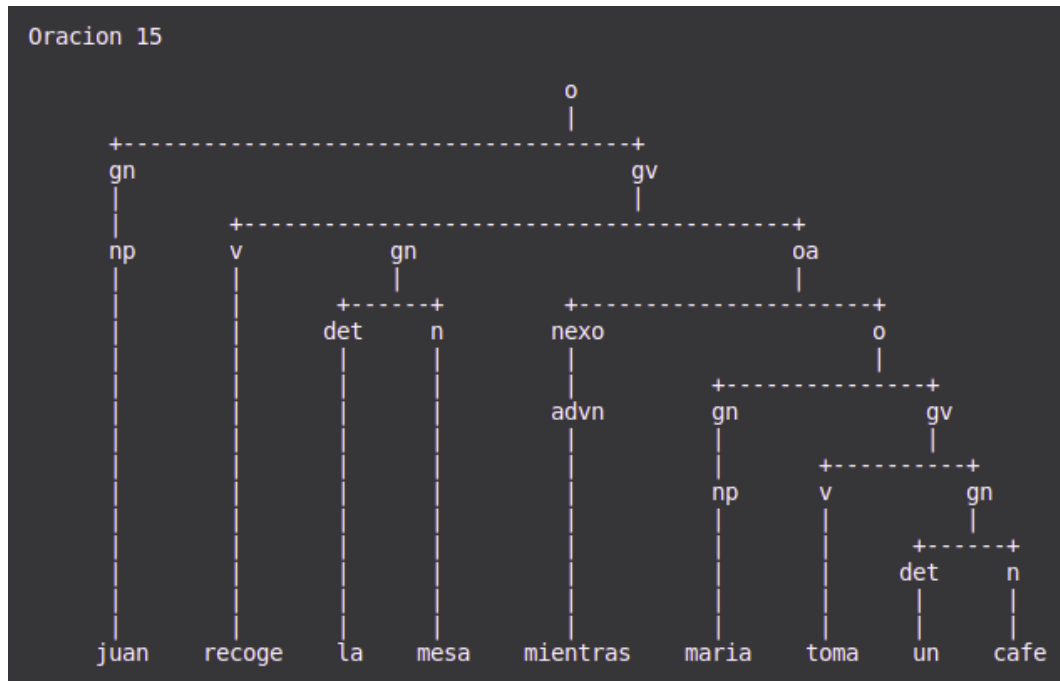 Oracion 15
o
|
+--------------------------------------+
gn gv
| |
| +-----------------------------------------+
np v gn oa
| | | |
| | +------+ +----------------------+
| | det n nexo o
| | | | | |
| | | | | +---------------+
| | | | advn gn gv
| | | | | | |
| | | | | | +----------+
| | | | | np v gn
| | | | | | | |
| | | | | | | +------+
| | | | | | | det n
| | | | | | | | |
| | | | | | | | |
juan recoge la mesa mientras maria toma un cafe